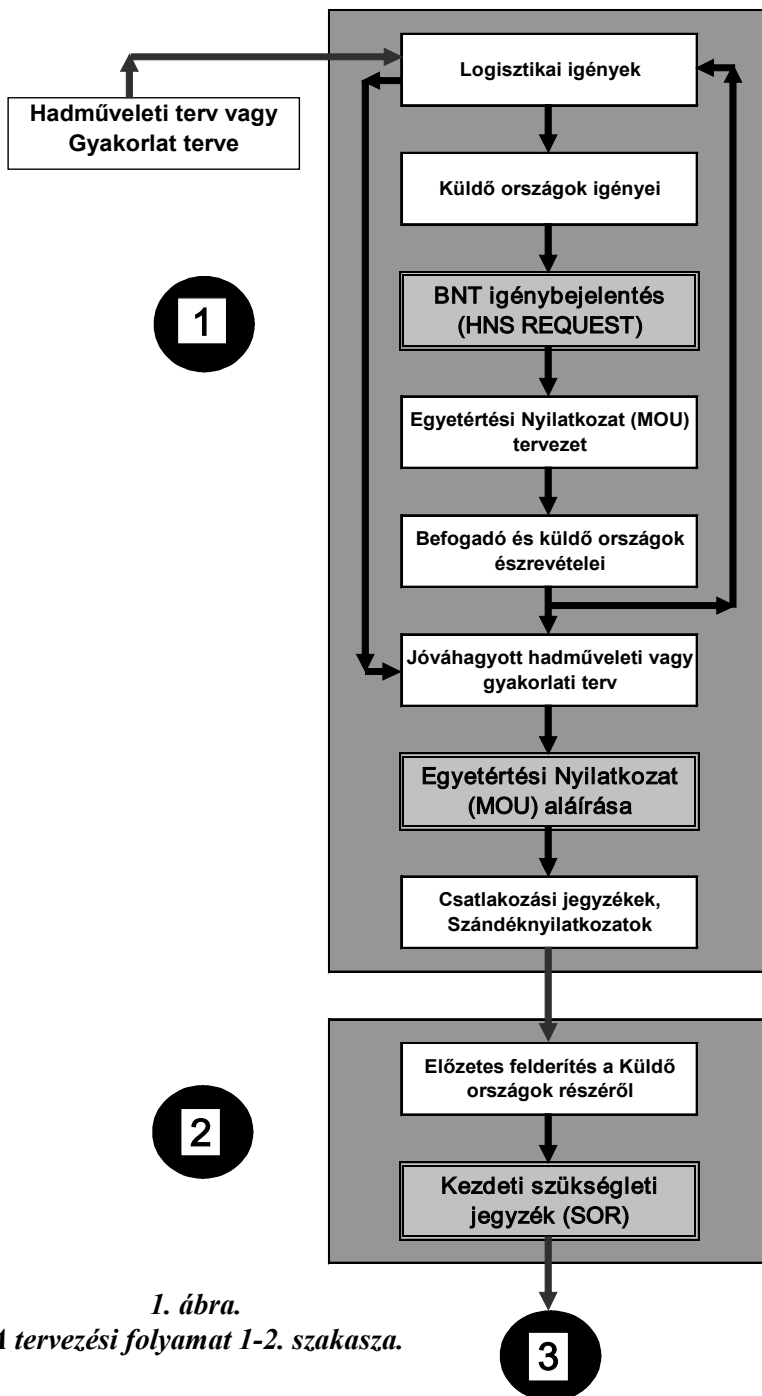 Logisztikai igények
Hadműveleti terv vagy
Gyakorlat terve
Küldő országok igényei
1
BNT igénybejelentés
(HNS REQUEST)
Egyetértési Nyilatkozat (MOU)
tervezet
Befogadó és küldő országok
észrevételei
Jóváhagyott hadműveleti vagy
gyakorlati terv
Egyetértési Nyilatkozat
(MOU) aláírása
Csatlakozási jegyzékek,
Szándéknyilatkozatok
Előzetes felderítés a Küldő
országok részéről
2
Kezdeti szükségleti
jegyzék (SOR)
1. ábra.
A tervezési folyamat 1-2. szakasza.
3